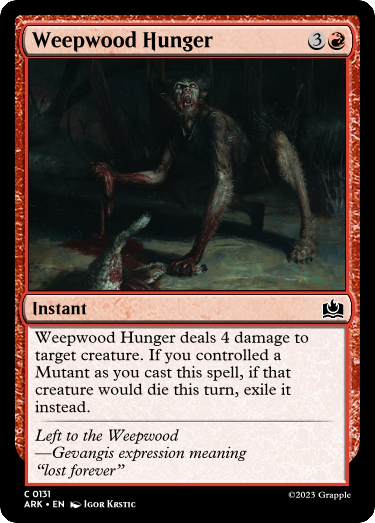 Weepwood Hunger 3
Instant
Weepwood Hunger deals 4 damage to
target creature. If you controlled a
Mutant as you cast this spell, if that
creature would die this turn, exile it
instead.
Left to the Weepwood
—Gevangis expression meaning
“lost forever”
C 0131
ARK • EN Igor Krstic
©2023 Grapple